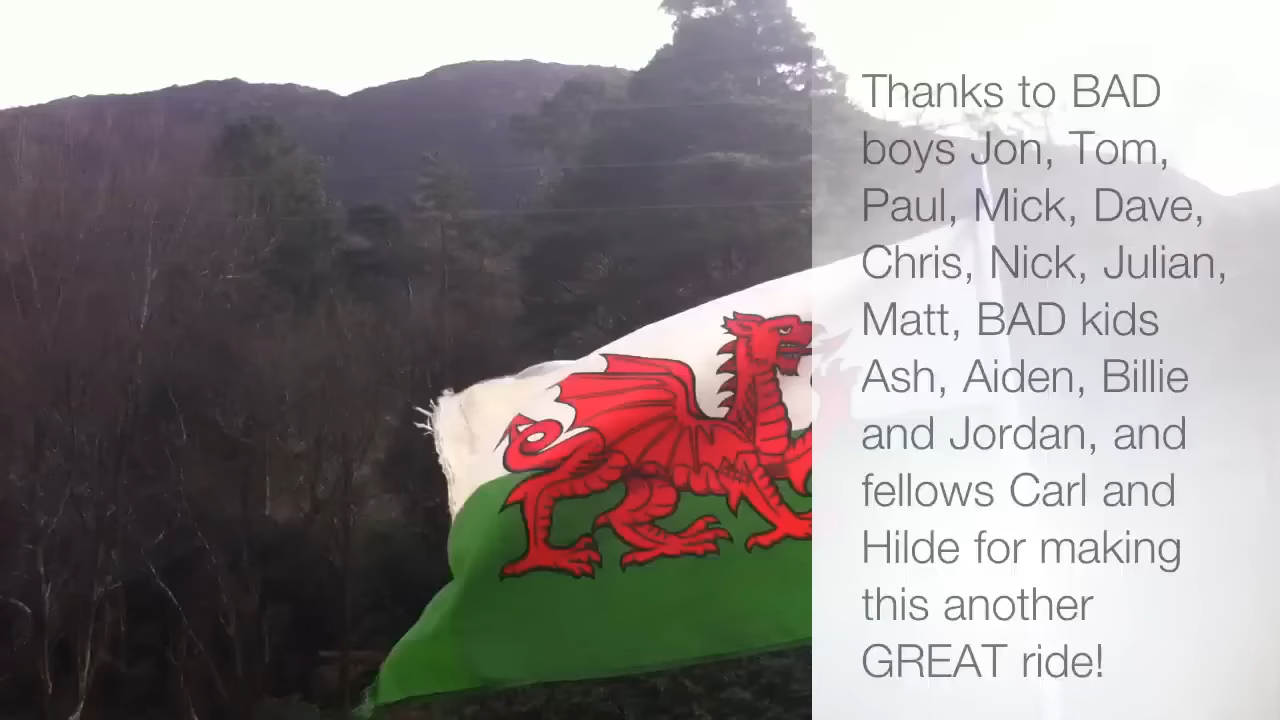 Thanks to BAD
boys Jon, Tom,
Paul, Mick, Dave,
Chris, Nick, Julian,
Matt, BAD kids
Ash, Aiden, Billie
and Jordan, and
fellows Carl and
Hilde for making
this another
GREAT ride!